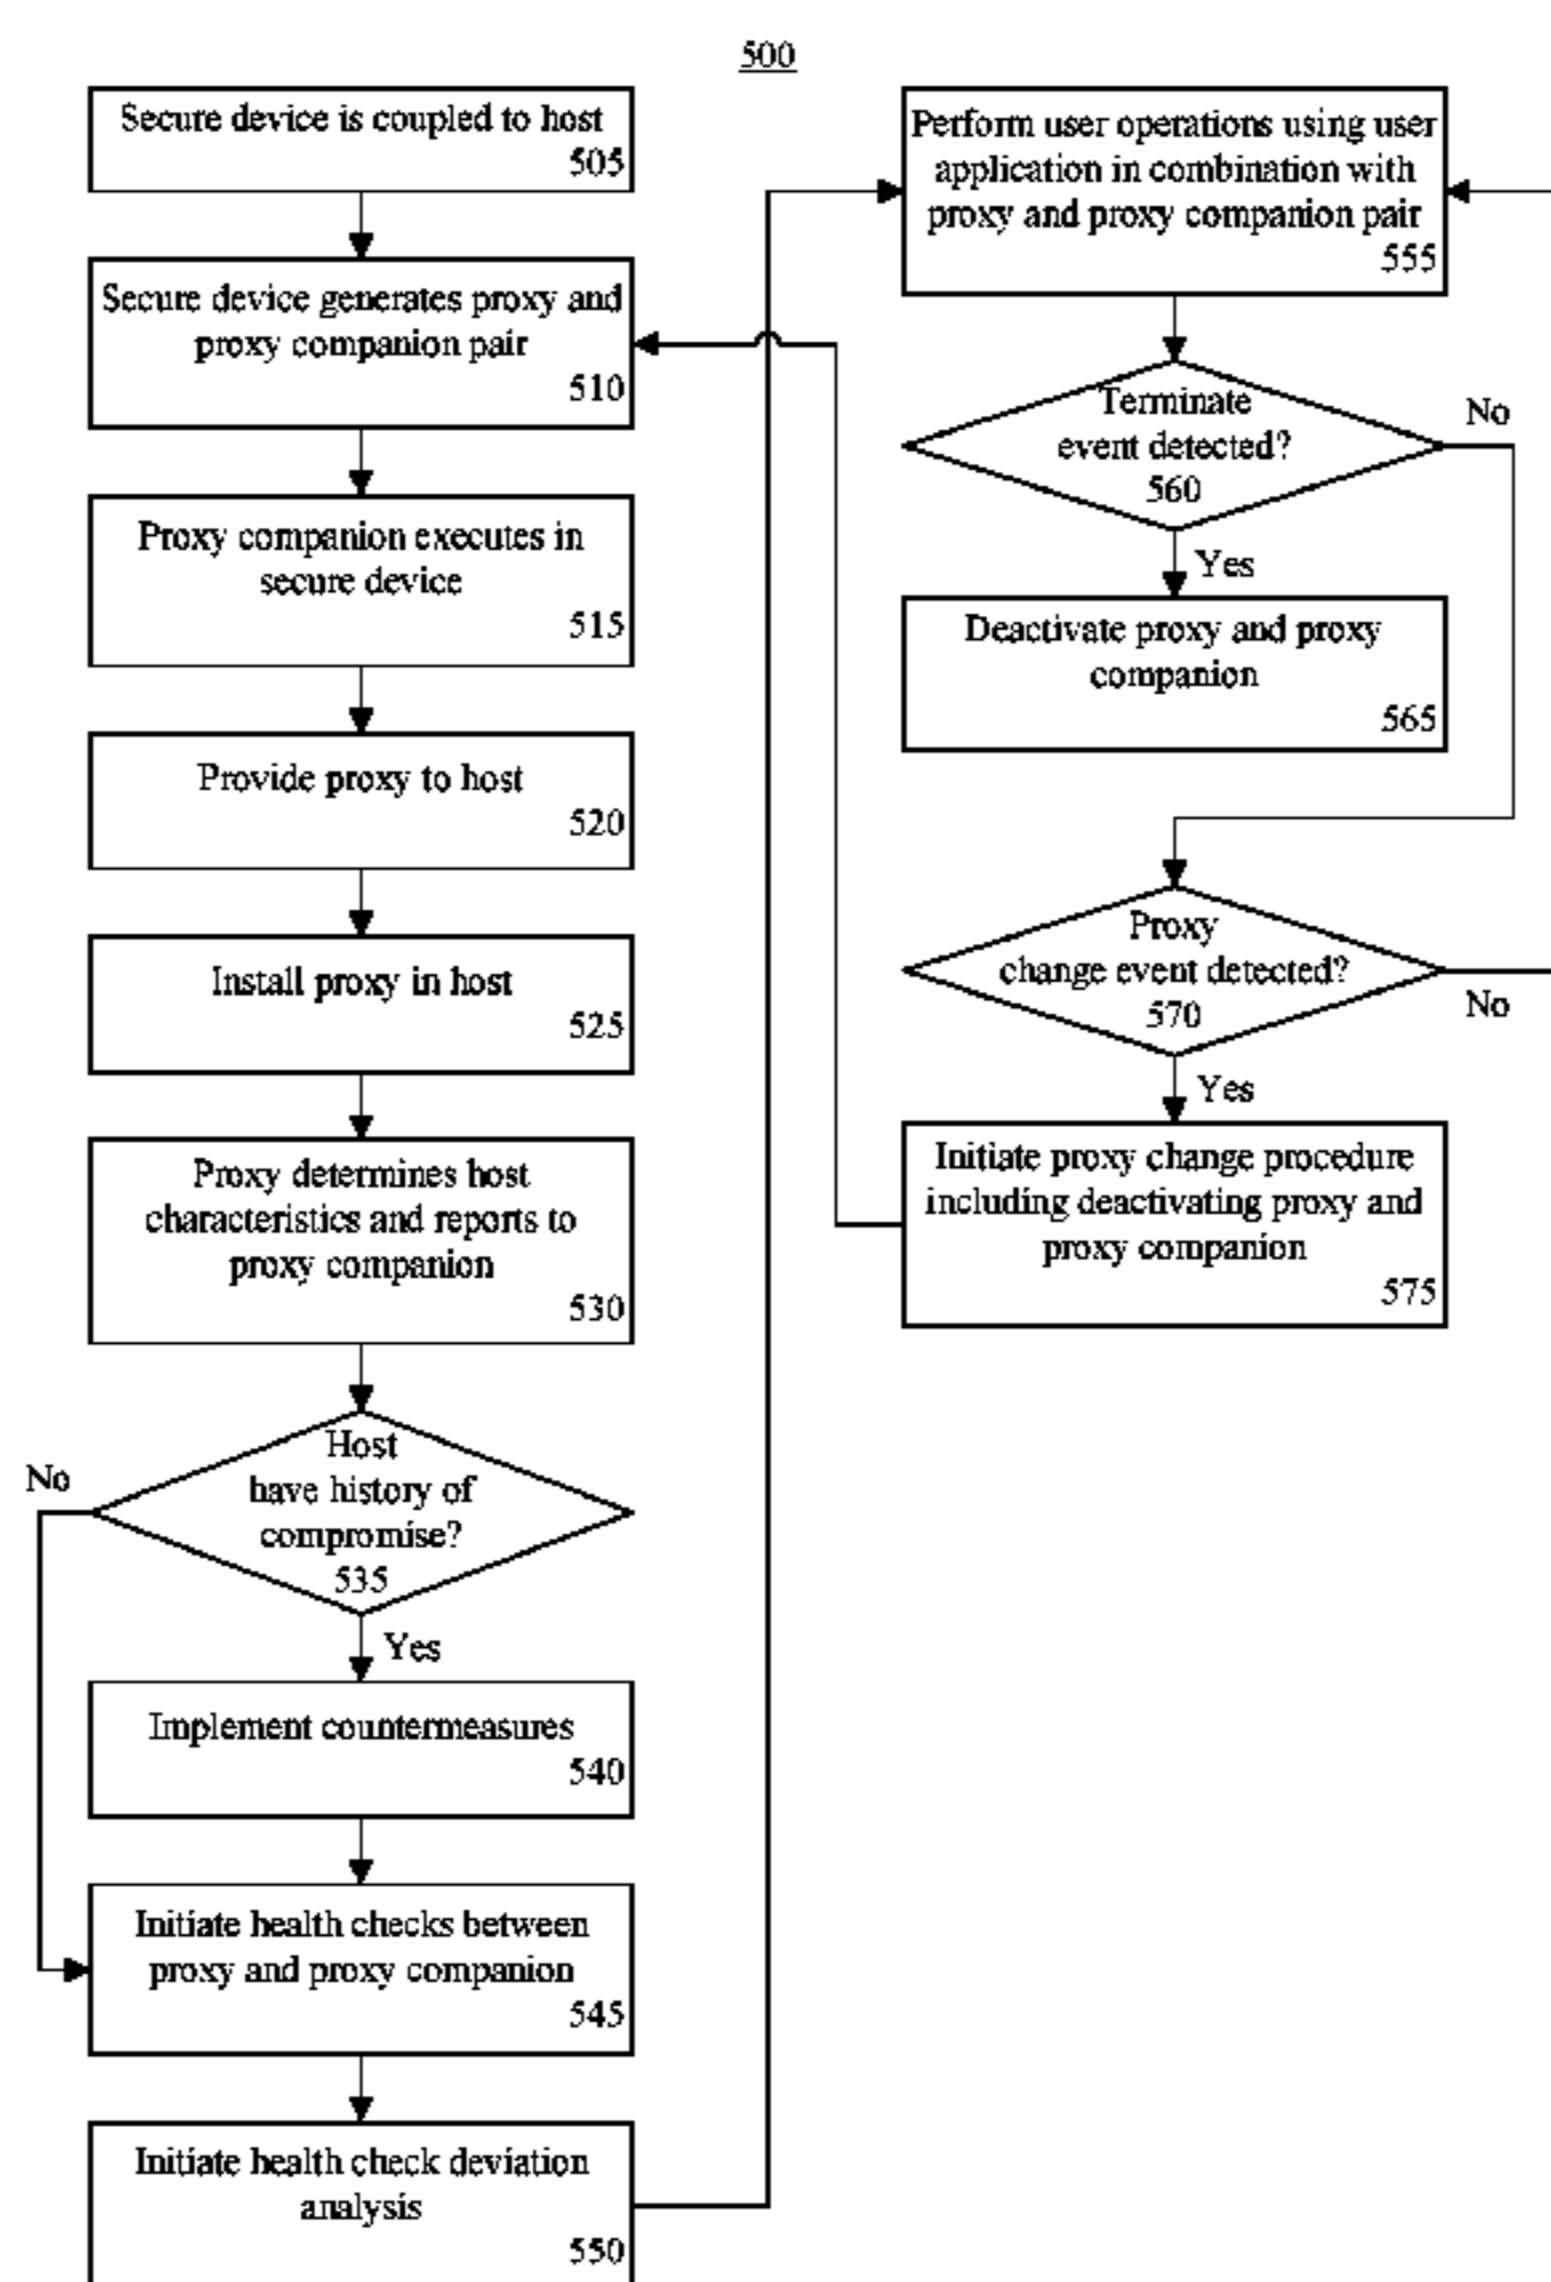 500
Secure device is coupled to host
505
Secure device generates proxy and
proxy companion pair
510
Proxy companion executes in
secure device
515
Provide proxy to host
520
Install proxy in host
525
Proxy determines host
characteristics and reports to
proxy companion
530
Host
have history of
compromise?
535
No
Yes
Implement countermeasures
540
Initiate health checks between
proxy and proxy companion
545
Initiate health check deviation
analysis
550
Perform user operations using user
application in combination with
proxy and proxy companion pair
555
Terminate
event detected?
560
No
Yes
Deactivate proxy and proxy
companion
565
Proxy
change event detected?
570
No
Yes
Initiate proxy change procedure
including deactivating proxy and
proxy companion
575